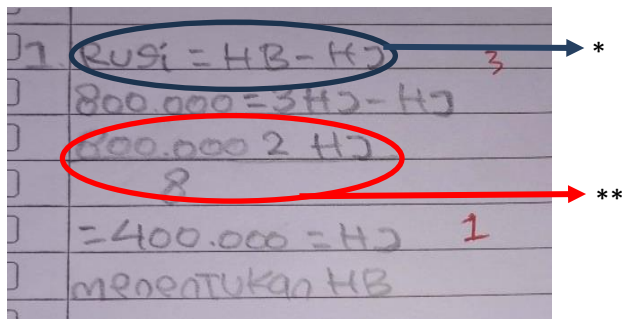 1. Rugi = HB - HJ 3 *
800.000 = 3HJ - HJ
800.000 2 HJ
8 **
= 400.000 = HJ 1
menentukan HB